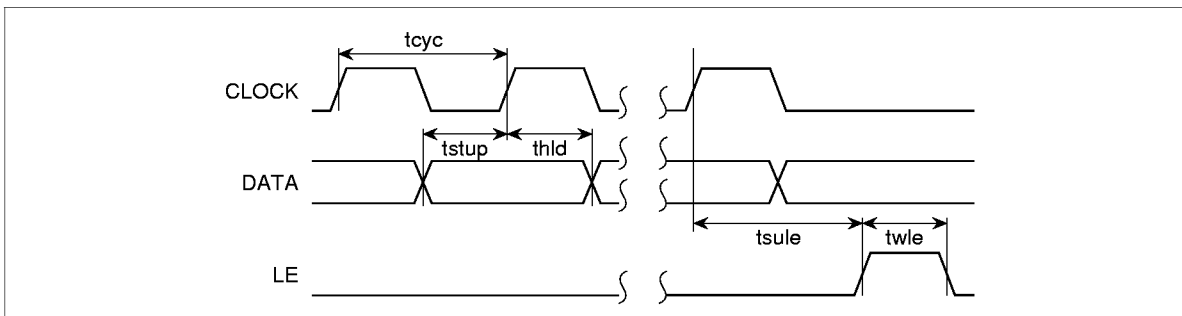 tcyc
CLOCK
tstup thld
DATA
tsule twle
LE